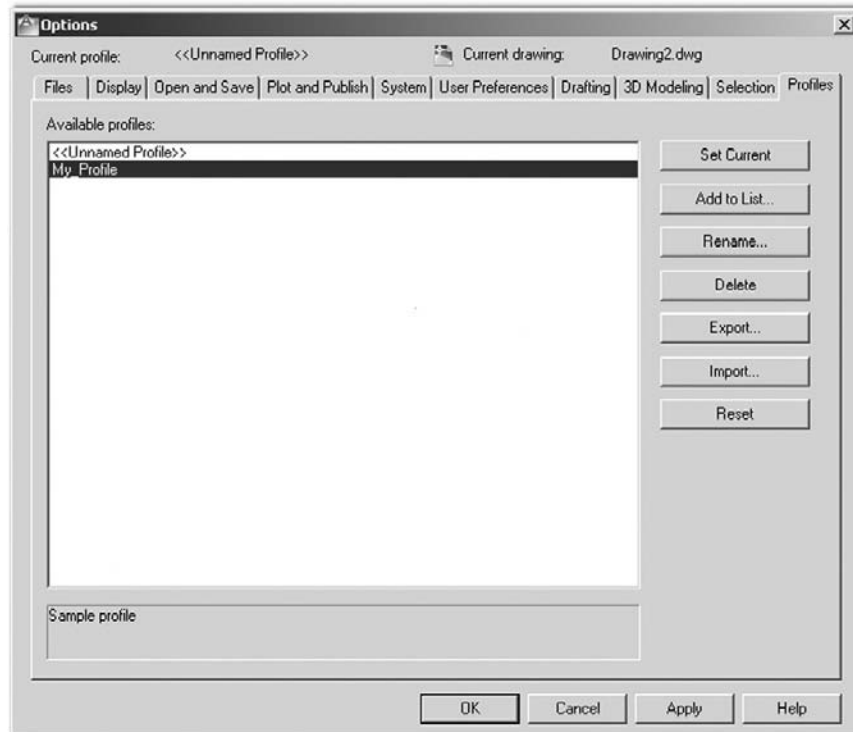 Options
Current profile: <<Unnamed Profile>> Current drawing: Drawing2.dwg
Files Display Open and Save Plot and Publish System User Preferences Drafting 3D Modeling Selection Profiles
Available profiles:
<<Unnamed Profile>>
My_Profile
Set Current
Add to List...
Rename...
Delete
Export...
Import...
Reset
Sample profile
OK Cancel Apply Help